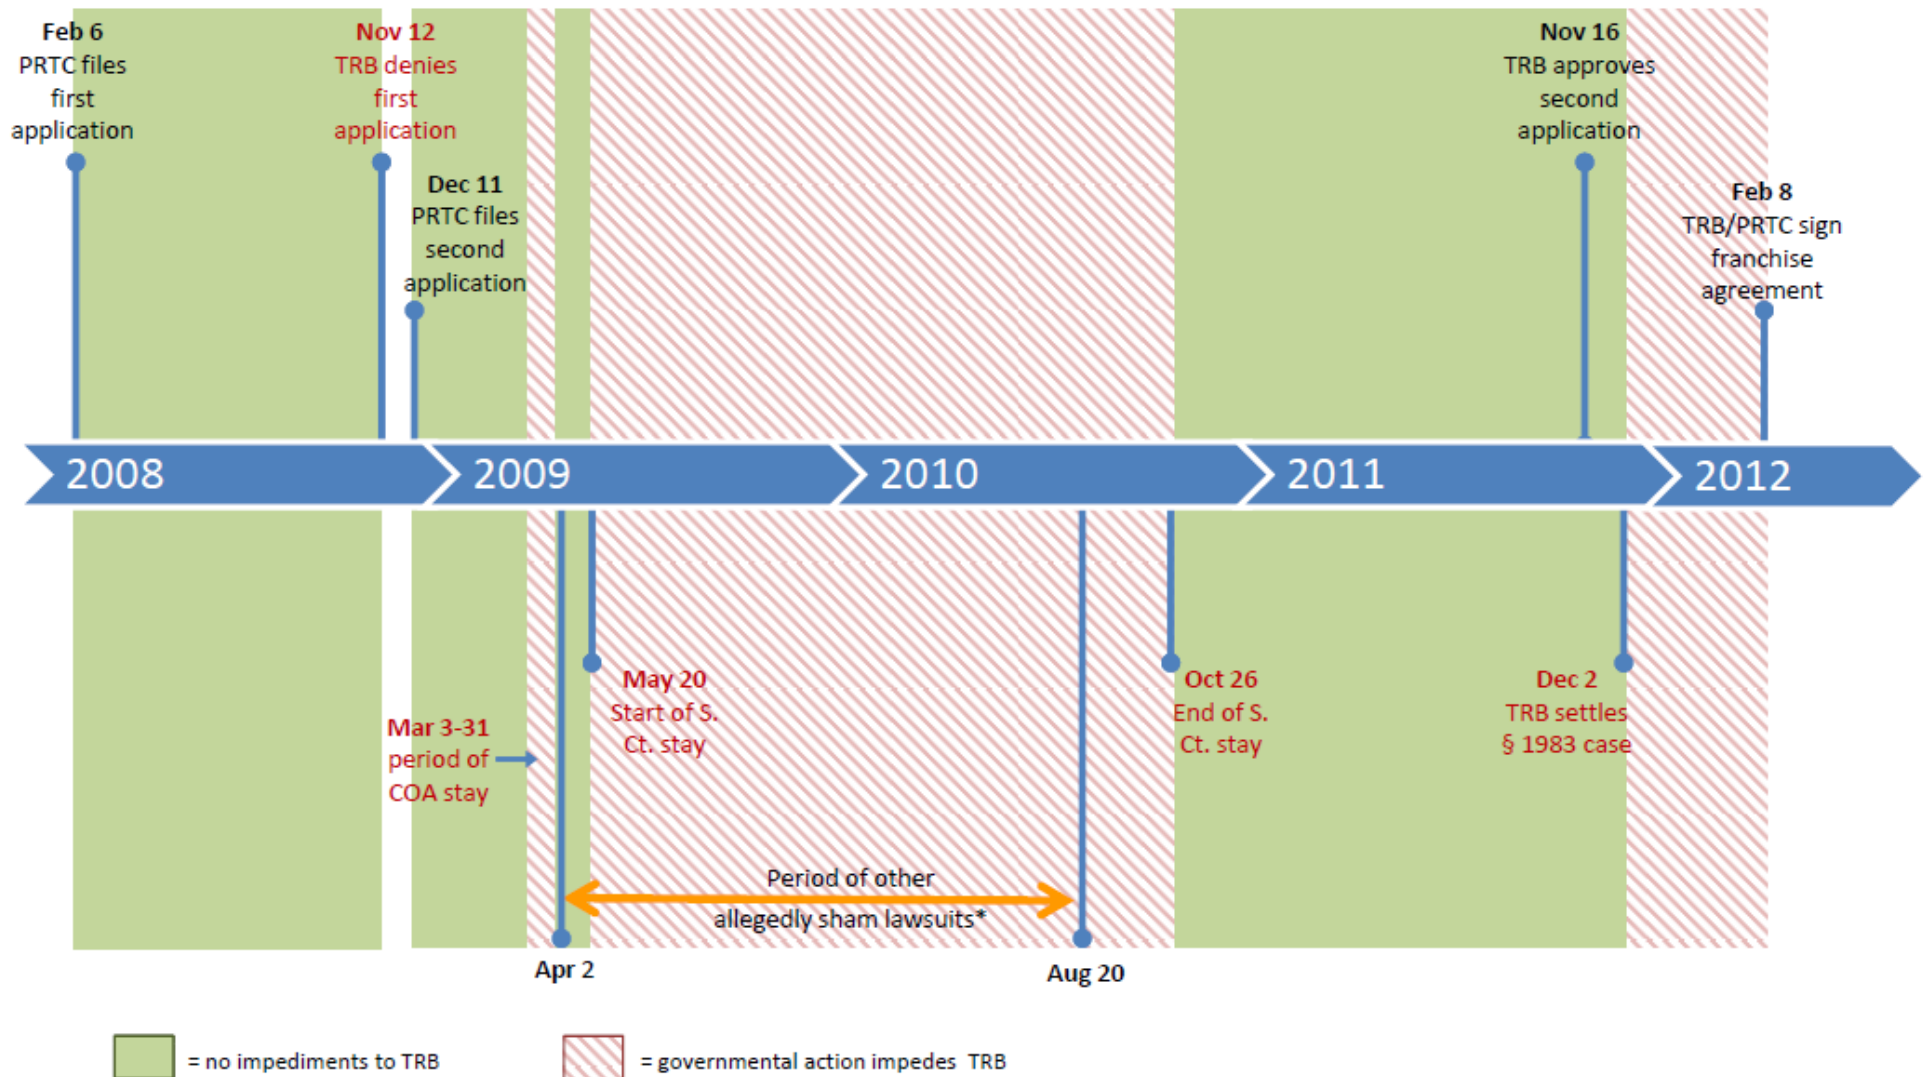 Feb 6
PRTC files
first
application
Nov 12
TRB denies
first
application
Dec 11
PRTC files
second
application
Nov 16
TRB approves
second
application
Feb 8
TRB/PRTC sign
franchise
agreement
2008
2009
2010
2011
2012
Mar 3-31
period of
COA stay
May 20
Start of S.
Ct. stay
Oct 26
End of S.
Ct. stay
Dec 2
TRB settles
§ 1983 case
Period of other
allegedly sham lawsuits*
Apr 2
Aug 20
= no impediments to TRB
= governmental action impedes TRB